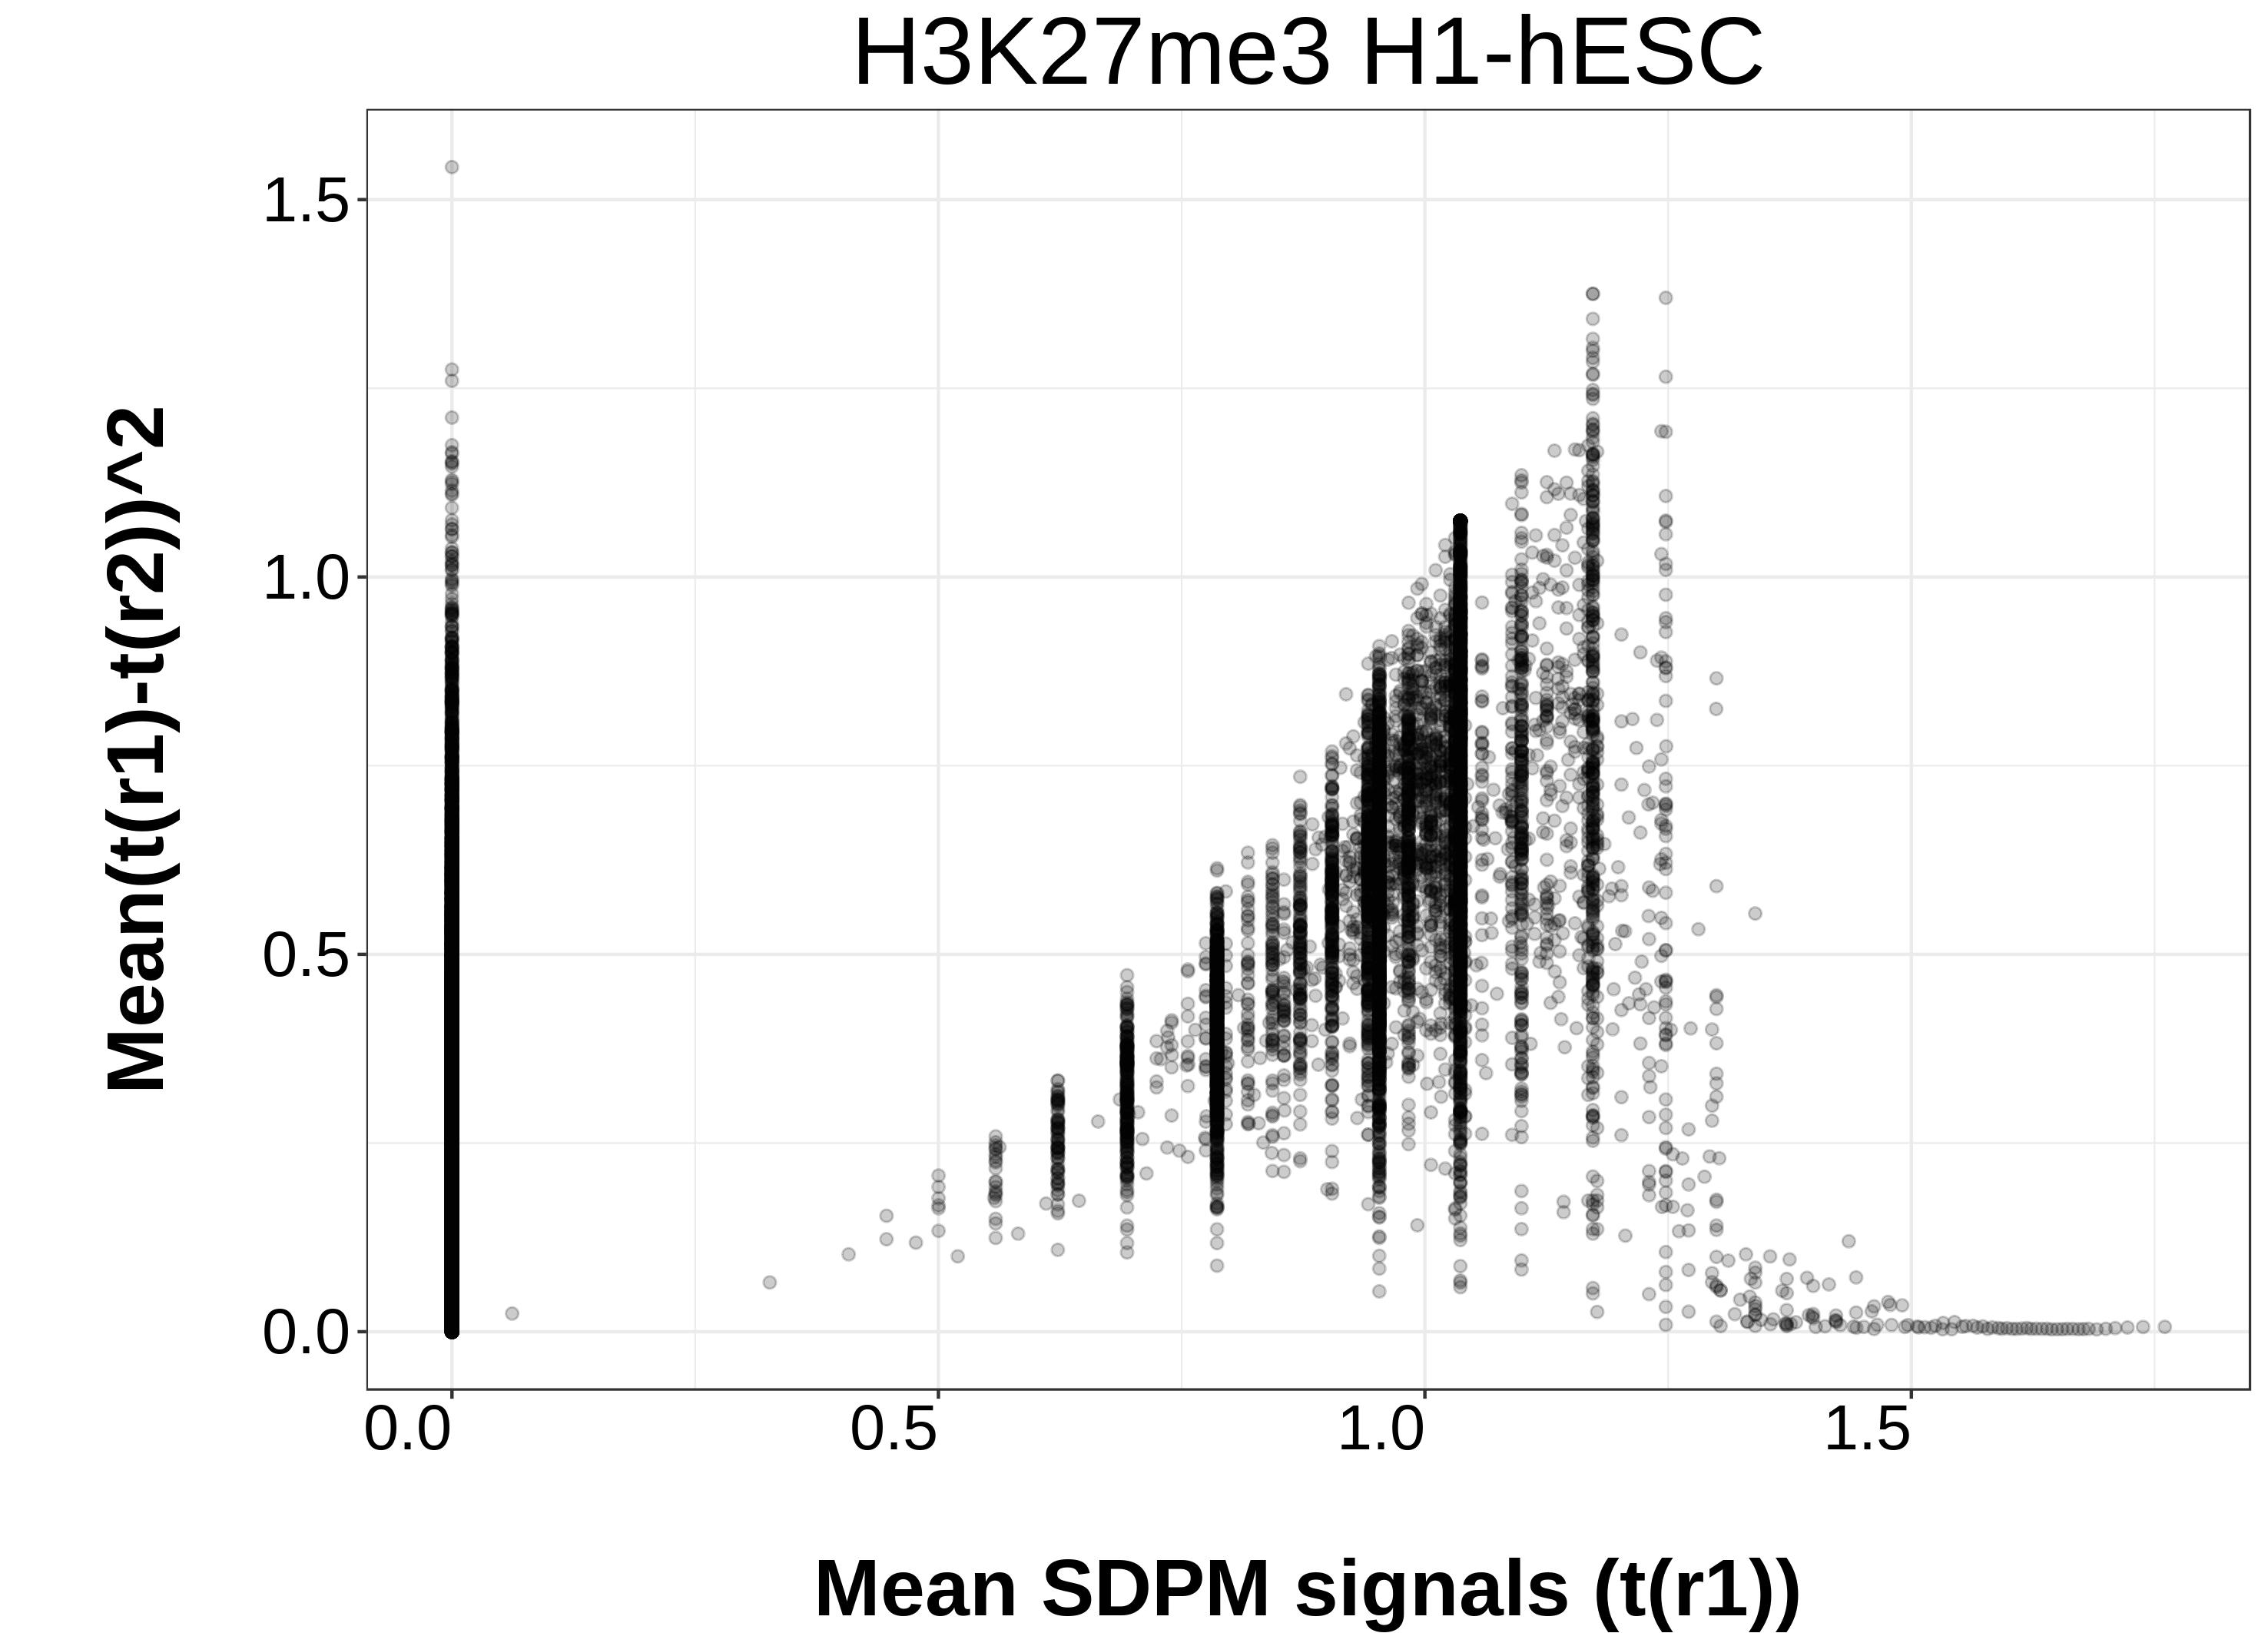 H3K27me3 H1-hESC
Mean(t(r1)-t(r2))^2
1.5
1.0
0.5
0.0
0.0 0.5 1.0 1.5
Mean SDPM signals (t(r1))